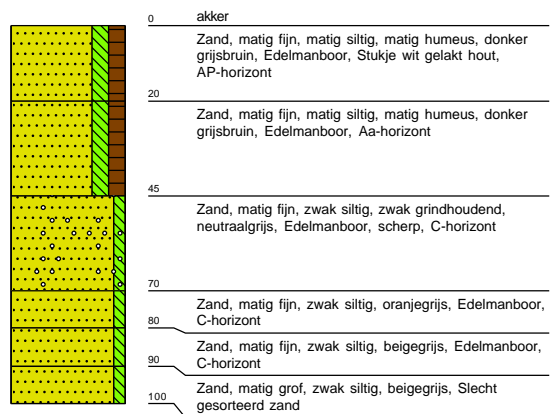 0 akker
Zand, matig fijn, matig siltig, matig humeus, donker
grijsbruin, Edelmanboor, Stukje wit gelakt hout,
AP-horizont
20
Zand, matig fijn, matig siltig, matig humeus, donker
grijsbruin, Edelmanboor, Aa-horizont
45
Zand, matig fijn, zwak siltig, zwak grindhoudend,
neutraalgrijs, Edelmanboor, scherp, C-horizont
70
Zand, matig fijn, zwak siltig, oranjegrijs, Edelmanboor,
C-horizont
80
Zand, matig fijn, zwak siltig, beigegrijs, Edelmanboor,
C-horizont
90
Zand, matig grof, zwak siltig, beigegrijs, Slecht
gesorteerd zand
100